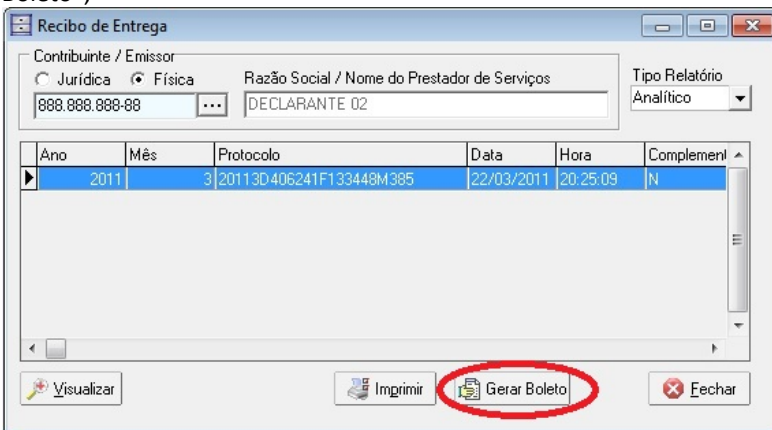 Recibo de Entrega
Contribuinte / Emissor
Jurídica Física Razão Social / Nome do Prestador de Serviços Tipo Relatório
888.888.888-88 ... DECLARANTE 02 Analítico
Ano Mês Protocolo Data Hora Complement
2011 3 20113D406241F133448M385 22/03/2011 20:25:09 N
Visualizar Imprimir Gerar Boleto Fechar